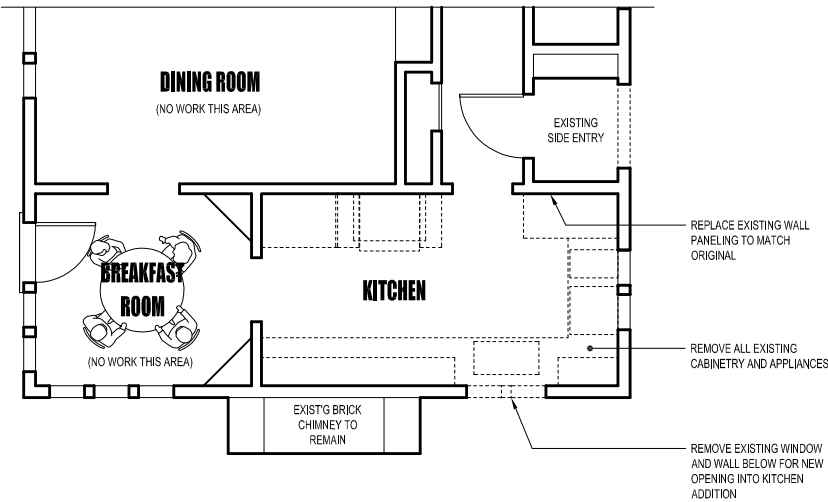 DINING ROOM
(NO WORK THIS AREA)
EXISTING
SIDE ENTRY
REPLACE EXISTING WALL
PANELING TO MATCH
ORIGINAL
BREAKFAST
ROOM
KITCHEN
(NO WORK THIS AREA)
REMOVE ALL EXISTING
CABINETRY AND APPLIANCES
EXIST'G BRICK
CHIMNEY TO
REMAIN
REMOVE EXISTING WINDOW
AND WALL BELOW FOR NEW
OPENING INTO KITCHEN
ADDITION